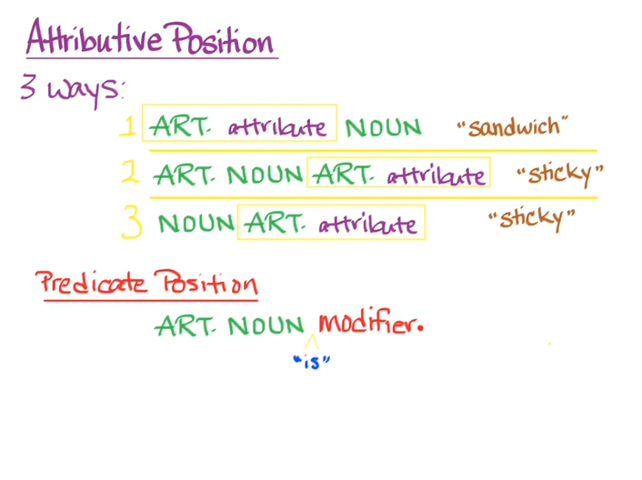 Attributive Position
3 ways:
1 ART. attribute NOUN "sandwich"
2 ART. NOUN ART. attribute "sticky"
3 NOUN ART. attribute "sticky"
Predicate Position
ART. NOUN modifier.
"is"